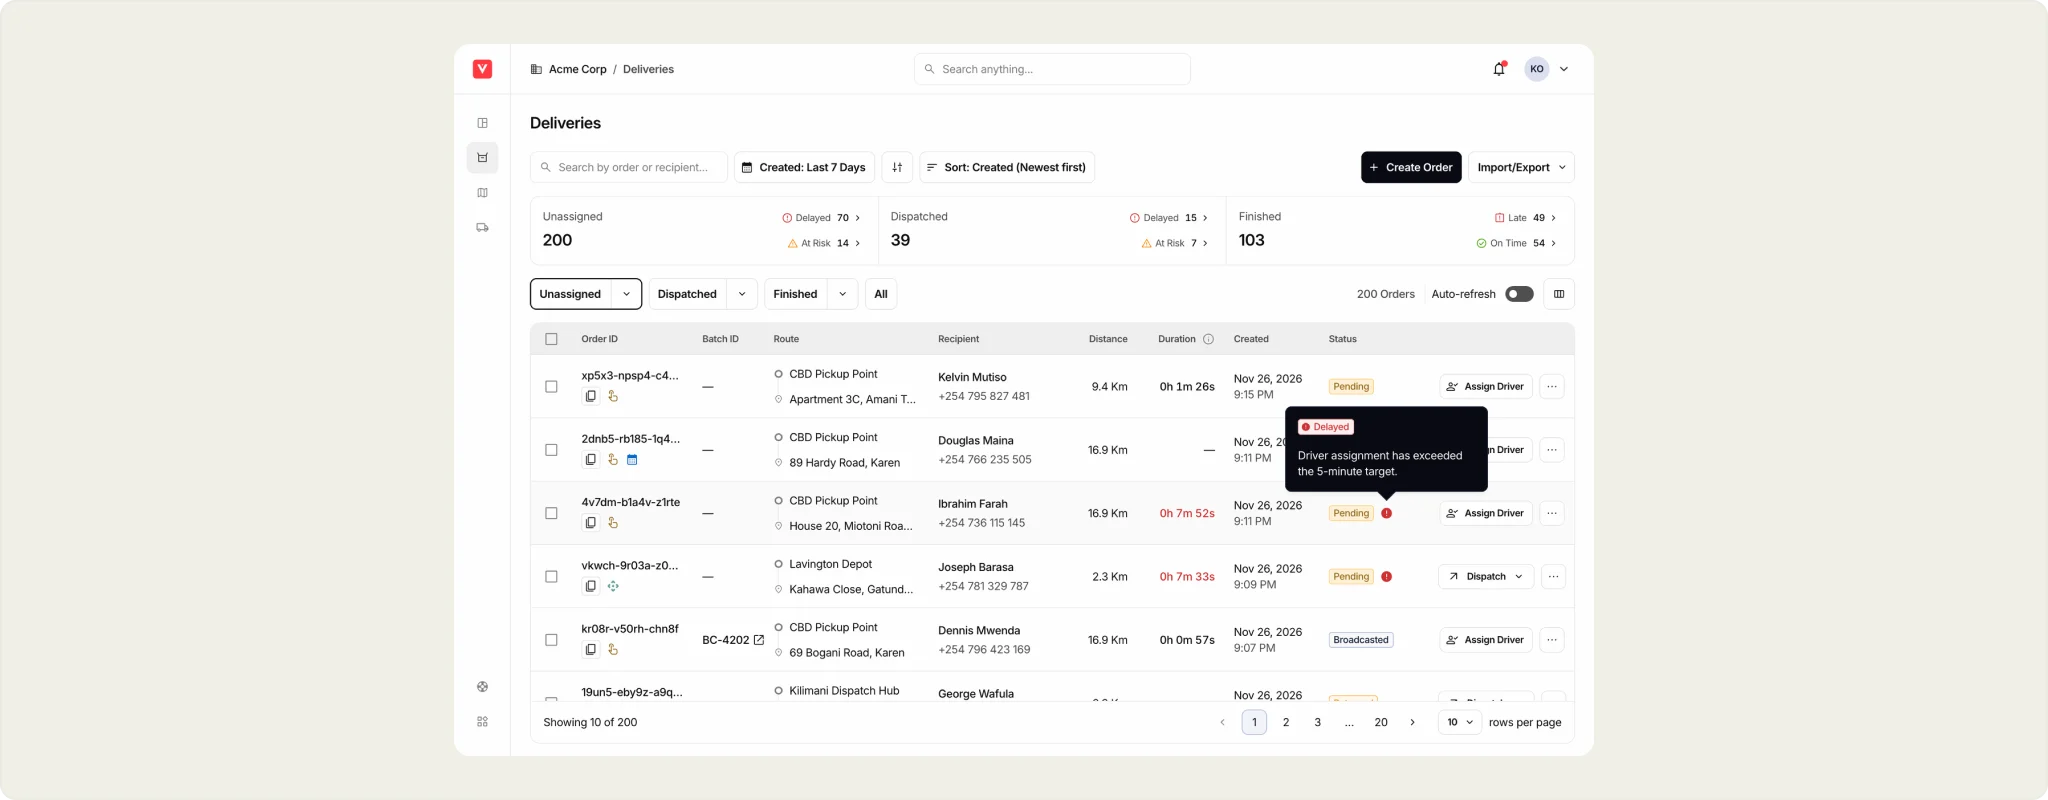 Acme Corp / Deliveries
Search anything...
KO
Deliveries
Search by order or recipient...
Created: Last 7 Days
Sort: Created (Newest first)
+ Create Order
Import/Export
Unassigned
200
Delayed 70
At Risk 14
Dispatched
39
Delayed 15
At Risk 7
Finished
103
Late 49
On Time 54
Unassigned
Dispatched
Finished
All
200 Orders
Auto-refresh
Order ID Batch ID Route Recipient Distance Duration Created Status
xp5x3-npsp4-c4...
—
CBD Pickup Point
Apartment 3C, Amani T...
Kelvin Mutiso
+254 795 827 481
9.4 Km
0h 1m 26s
Nov 26, 2026
9:15 PM
Pending
Assign Driver
2dnb5-rb185-1q4...
—
CBD Pickup Point
89 Hardy Road, Karen
Douglas Maina
+254 766 235 505
16.9 Km
—
Nov 26, 20
9:11 PM
Delayed
Driver assignment has exceeded
the 5-minute target.
n Driver
4v7dm-b1a4v-z1rte
—
CBD Pickup Point
House 20, Miotoni Roa...
Ibrahim Farah
+254 736 115 145
16.9 Km
0h 7m 52s
Nov 26, 2026
9:11 PM
Pending
Assign Driver
vkwch-9r03a-z0...
—
Lavington Depot
Kahawa Close, Gatund...
Joseph Barasa
+254 781 329 787
2.3 Km
0h 7m 33s
Nov 26, 2026
9:09 PM
Pending
Dispatch
kr08r-v50rh-chn8f
BC-4202
CBD Pickup Point
69 Bogani Road, Karen
Dennis Mwenda
+254 796 423 169
16.9 Km
0h 0m 57s
Nov 26, 2026
9:07 PM
Broadcasted
Assign Driver
19un5-eby9z-a9q...
Kilimani Dispatch Hub
George Wafula
Nov 26, 2026
Showing 10 of 200
1 2 3 ... 20
10
rows per page